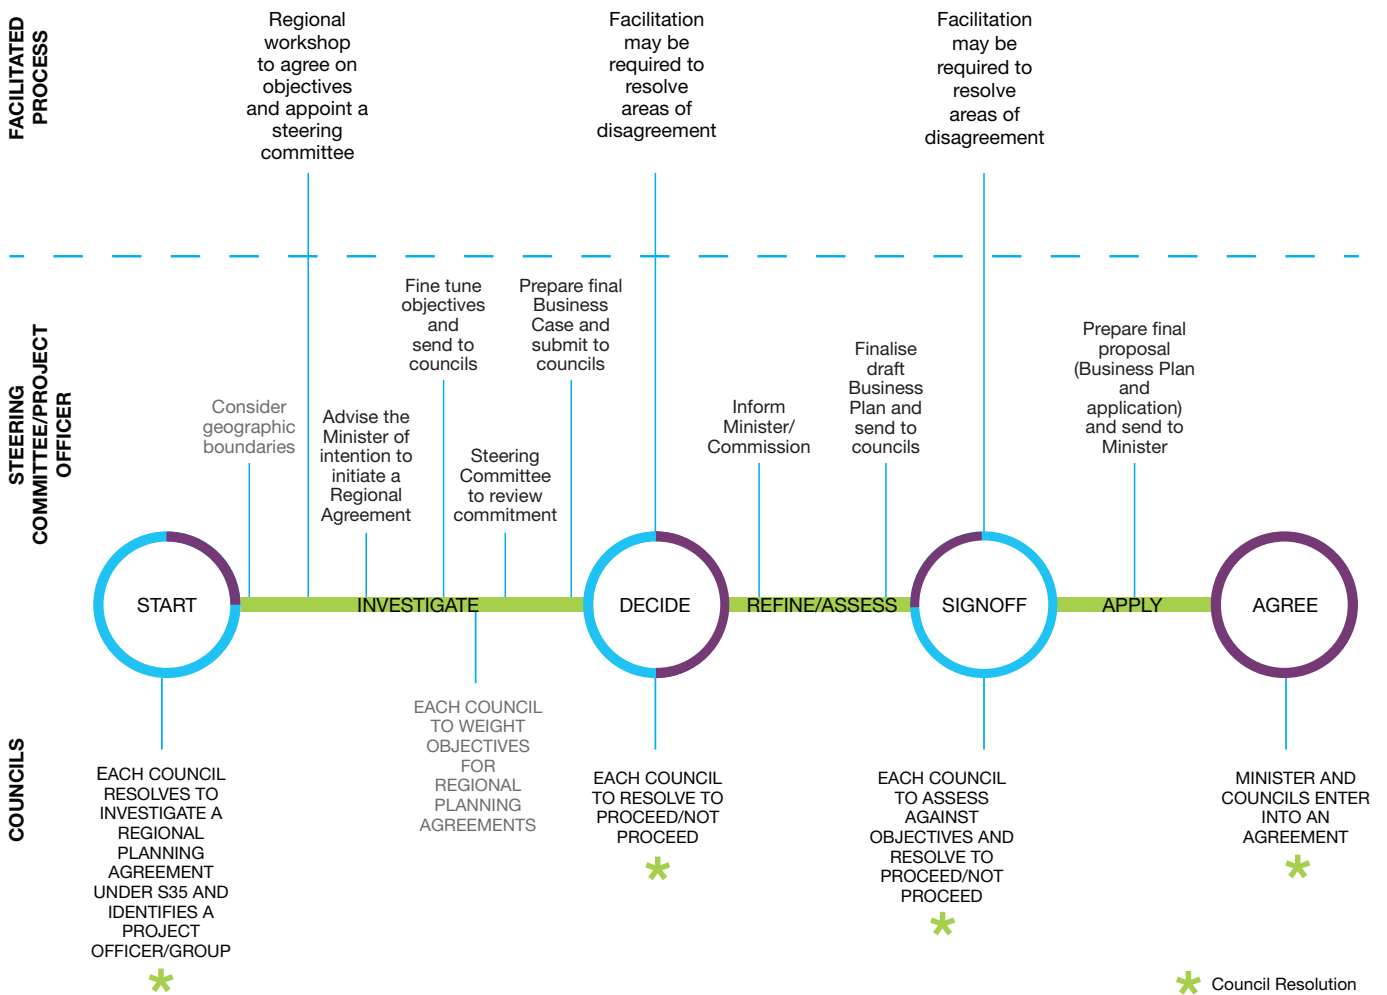 FACILITATED
PROCESS
Regional
workshop
to agree on
objectives
and appoint a
steering
committee
Facilitation
may be
required to
resolve
areas of
disagreement
Facilitation
may be
required to
resolve
areas of
disagreement
STEERING
COMMITTEE/PROJECT
OFFICER
Consider
geographic
boundaries
Advise the
Minister of
intention to
initiate a
Regional
Agreement
Fine tune
objectives
and
send to
councils
Steering
Committee
to review
commitment
Prepare final
Business
Case and
submit to
councils
Inform
Minister/
Commission
Finalise
draft
Business
Plan and
send to
councils
Prepare final
proposal
(Business Plan
and
application)
and send to
Minister
START
INVESTIGATE
DECIDE
REFINE/ASSESS
SIGNOFF
APPLY
AGREE
COUNCILS
EACH COUNCIL
RESOLVES TO
INVESTIGATE A
REGIONAL
PLANNING
AGREEMENT
UNDER S35 AND
IDENTIFIES A
PROJECT
OFFICER/GROUP
EACH COUNCIL
TO WEIGHT
OBJECTIVES
FOR
REGIONAL
PLANNING
AGREEMENTS
EACH COUNCIL
TO RESOLVE TO
PROCEED/NOT
PROCEED
EACH COUNCIL
TO ASSESS
AGAINST
OBJECTIVES AND
RESOLVE TO
PROCEED/NOT
PROCEED
MINISTER AND
COUNCILS ENTER
INTO AN
AGREEMENT
Council Resolution